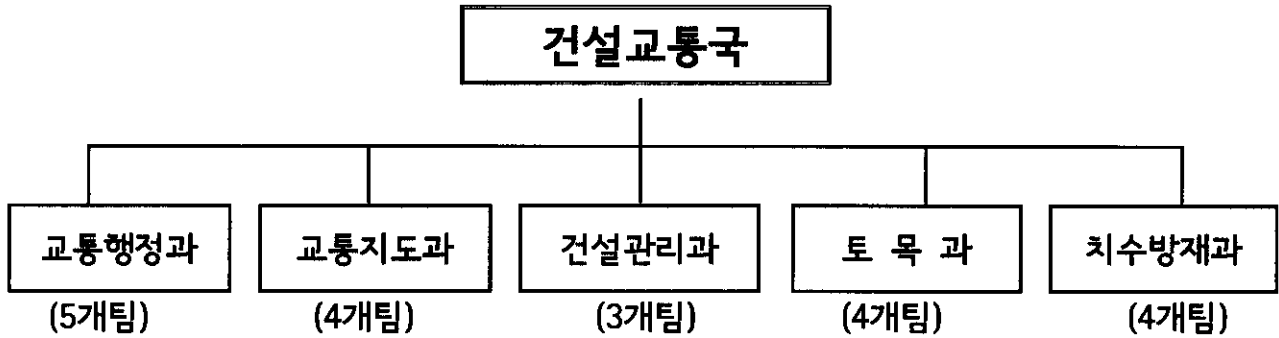 건설교통국
교통행정과 교통지도과 건설관리과 토 목 과 치수방재과
(5개팀) (4개팀) (3개팀) (4개팀) (4개팀)